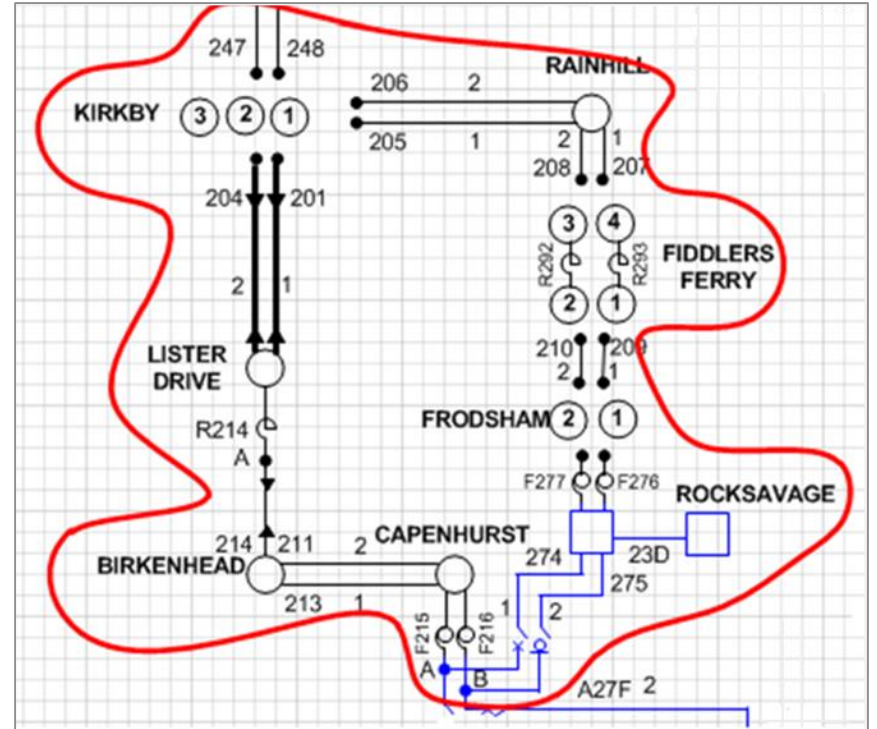 247 248
RAINHILL
206 2
KIRKBY 3 2 1
205 1 2 1
208 207
204 201
3 4
R292 R293
FIDDLERS
FERRY
2 1
2 1
210 209
2 1
LISTER
DRIVE
FRODSHAM 2 1
R214
A
F277 F276
ROCKSAVAGE
214 211 2 CAPENHURST
274 23D
BIRKENHEAD
275
213 1
1 2
F215 F216
A B
A27F 2